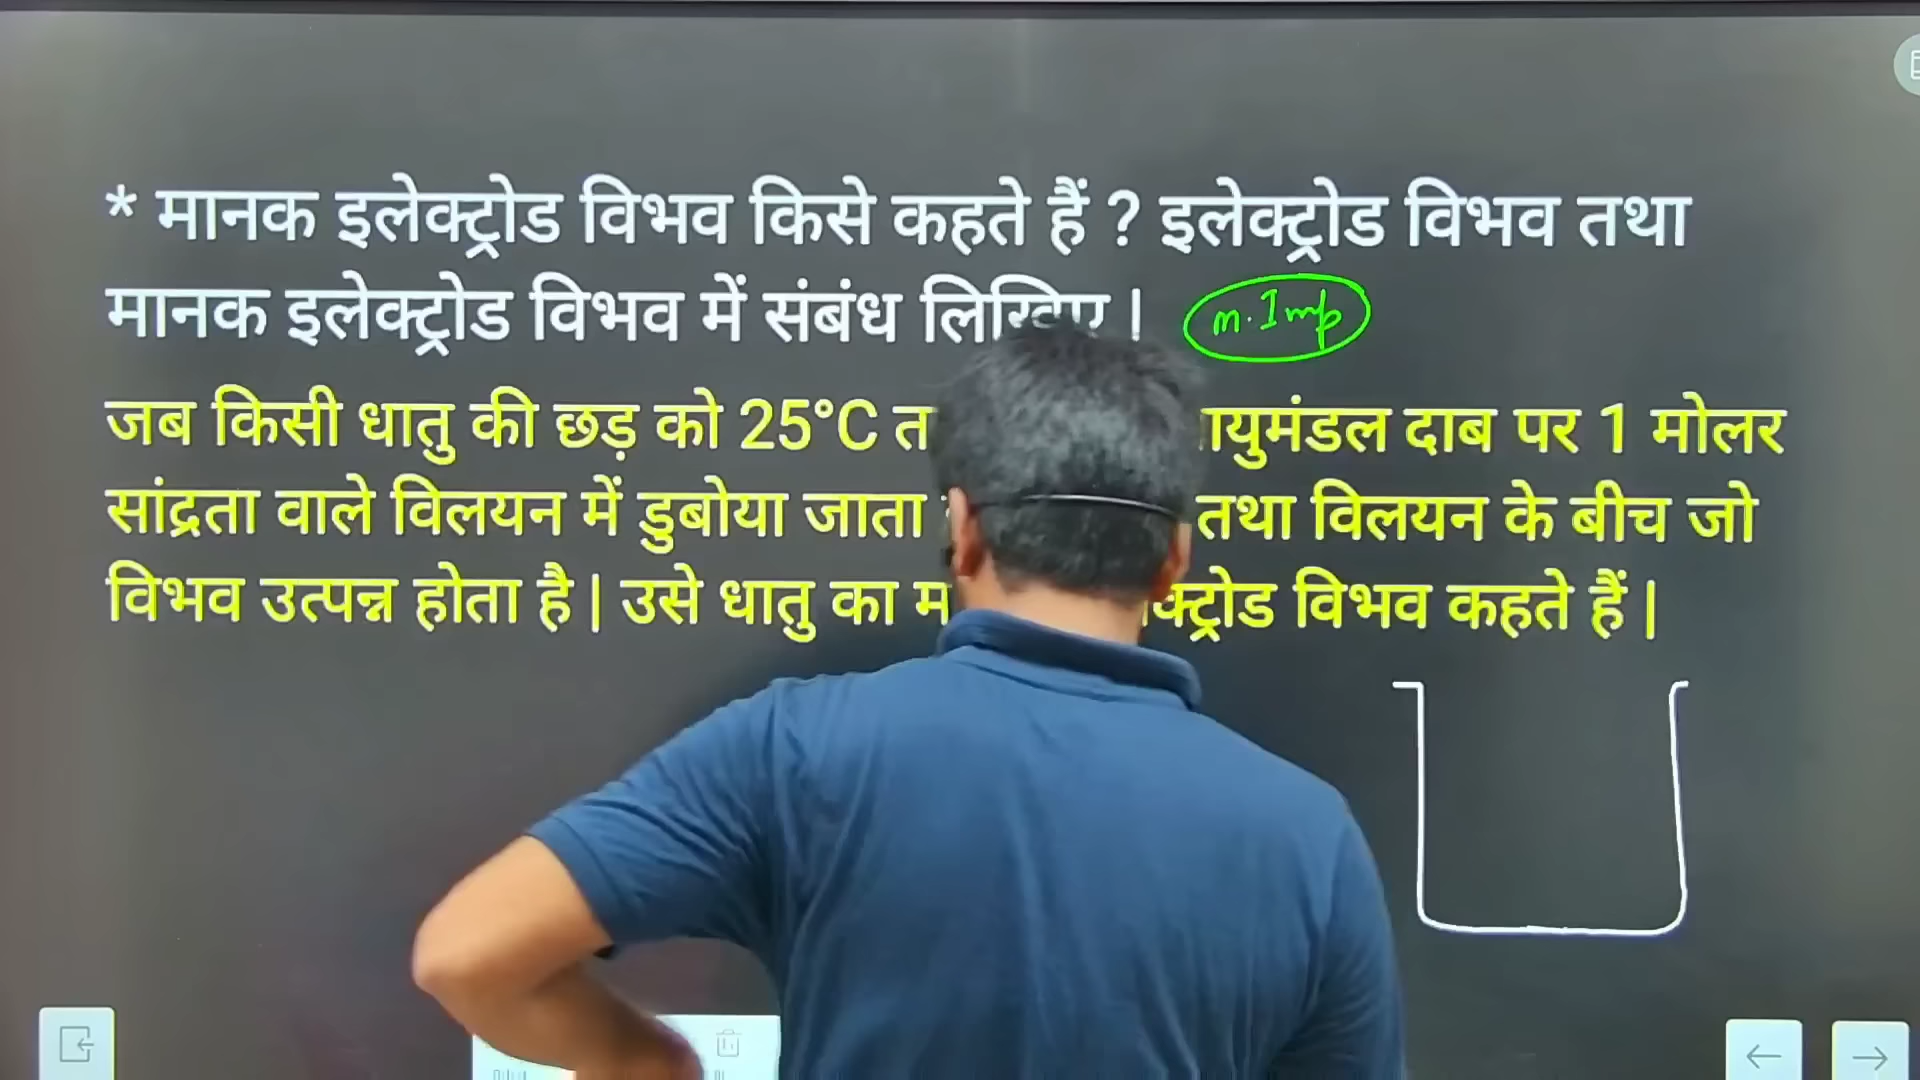 * मानक इलेक्ट्रोड विभव किसे कहते हैं ? इलेक्ट्रोड विभव तथा
मानक इलेक्ट्रोड विभव में संबंध लिखिए | m. Imp
जब किसी धातु की छड़ को 25°C दाब पर 1 मोलर
सांद्रता वाले विलयन में डुबोया जाता तथा विलयन के बीच जो
विभव उत्पन्न होता है | उसे धातु का विभव कहते हैं |